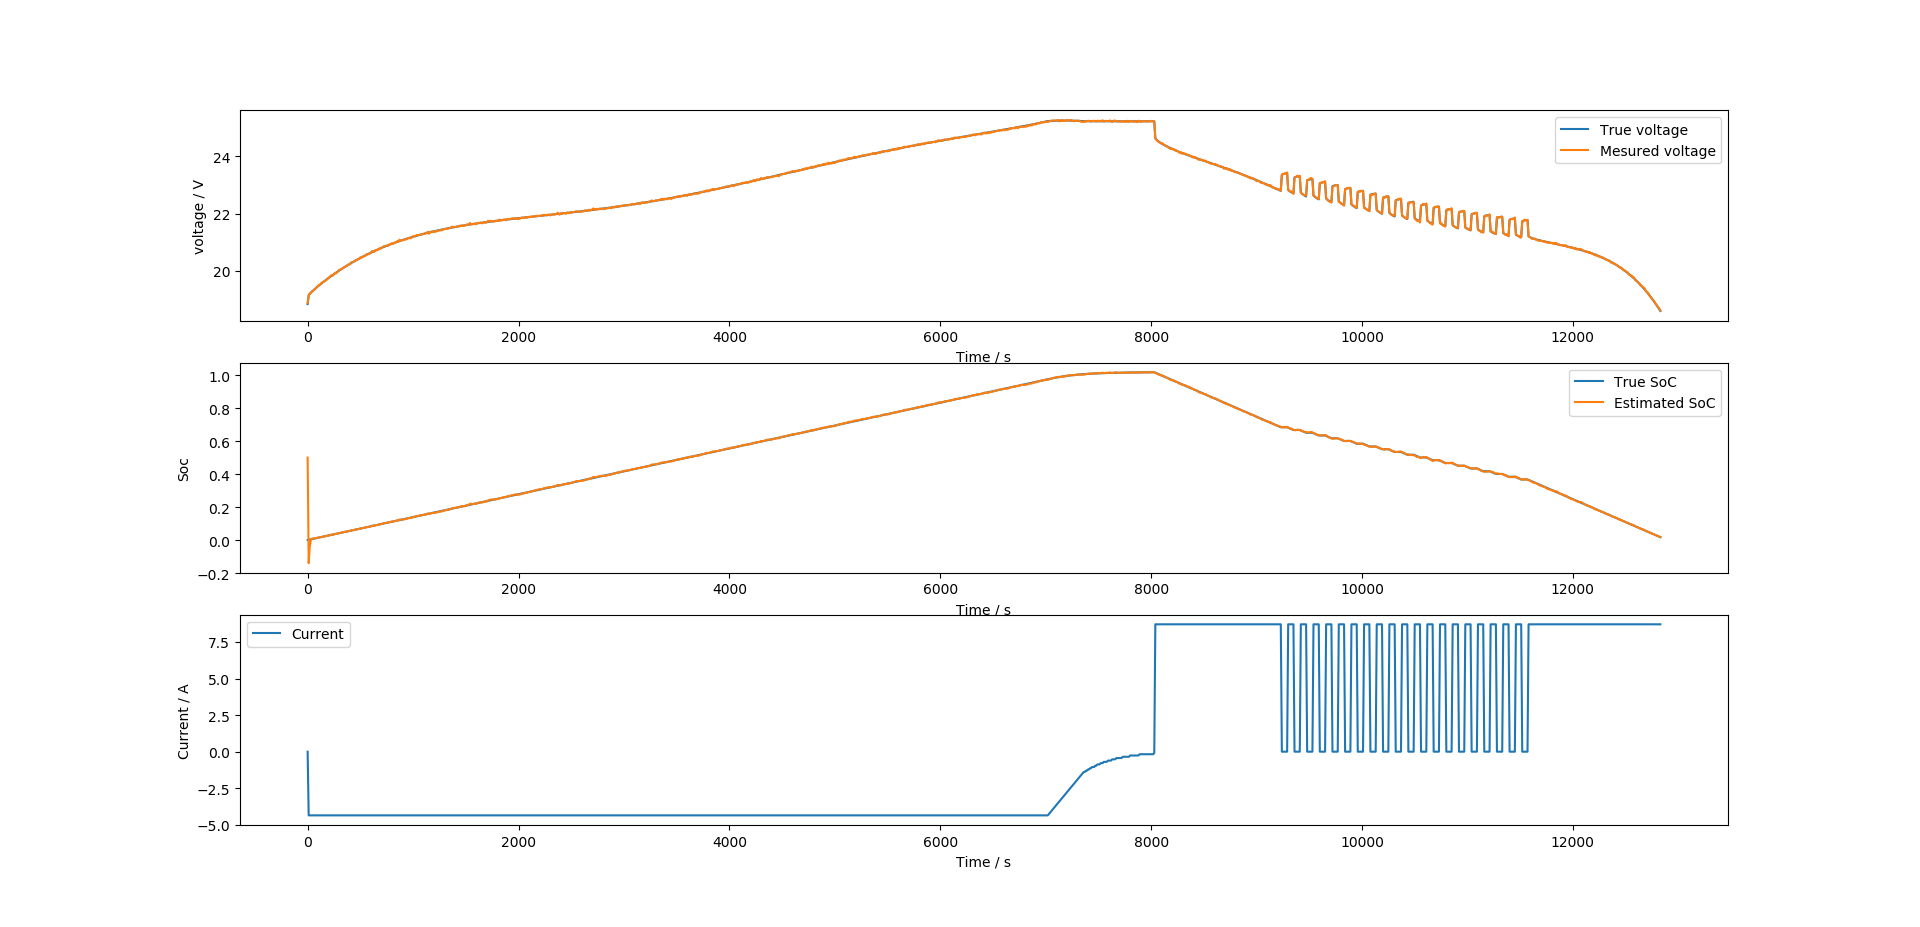 True voltage
Mesured voltage
voltage / V
24
22
20
0 2000 4000 6000 8000 10000 12000
Time / s
True SoC
Estimated SoC
Soc
1.0
0.8
0.6
0.4
0.2
0.0
−0.2
0 2000 4000 6000 8000 10000 12000
Time / s
Current
Current / A
7.5
5.0
2.5
0.0
−2.5
−5.0
0 2000 4000 6000 8000 10000 12000
Time / s